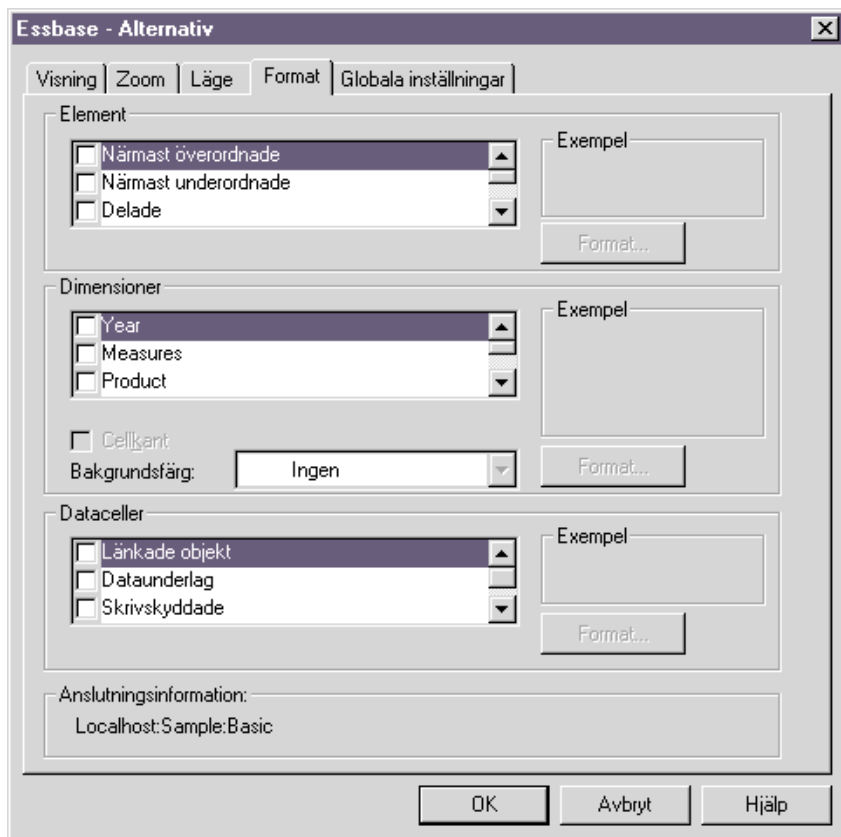 Essbase - Alternativ
Visning Zoom Läge Format Globala inställningar
Element
Närmast överordnade
Närmast underordnade
Delade
Exempel
Format...
Dimensioner
Year
Measures
Product
Exempel
Cellkant
Bakgrundsfärg: Ingen
Format...
Dataceller
Länkade objekt
Dataunderlag
Skrivskyddade
Exempel
Format...
Anslutningsinformation:
Localhost:Sample:Basic
OK Avbryt Hjälp